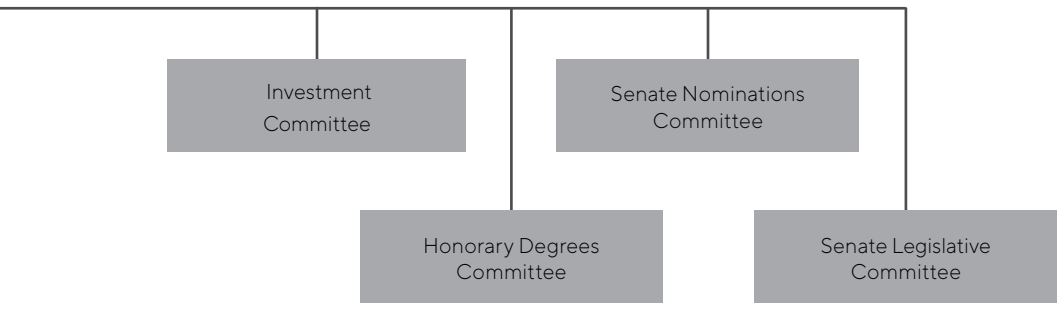 Investment
Committee
Senate Nominations
Committee
Honorary Degrees
Committee
Senate Legislative
Committee